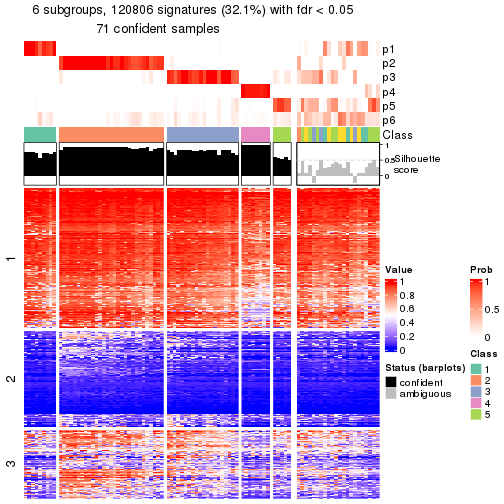 6 subgroups, 120806 signatures (32.1%) with fdr < 0.05
71 confident samples
p1
p2
p3
p4
p5
p6
Class
1
0.5
0
Silhouette
score
1
2
3
Value
1
0.8
0.6
0.4
0.2
0
Status (barplots)
confident
ambiguous
Prob
1
0.5
0
Class
1
2
3
4
5